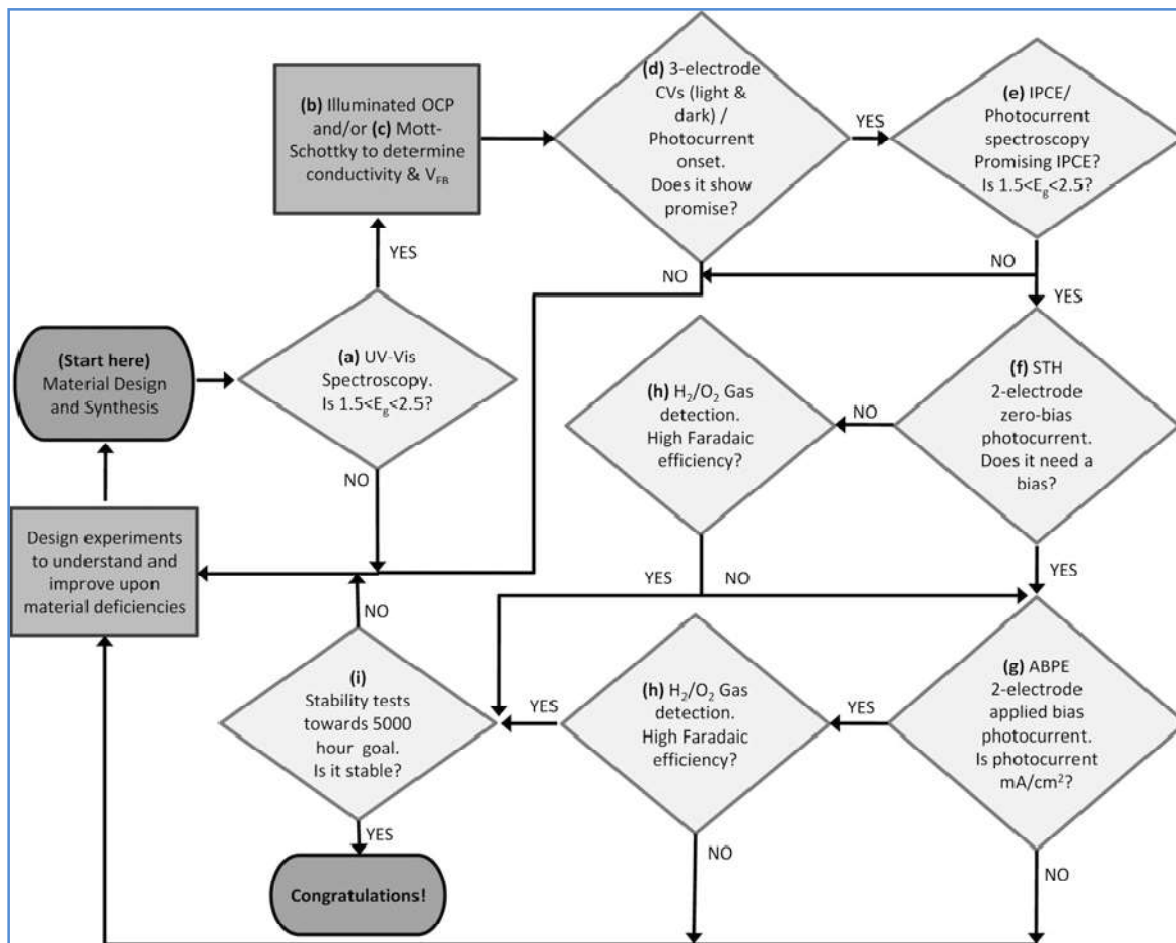 (b) Illuminated OCP
and/or (c) Mott-
Schottky to determine
conductivity & V_FB
(d) 3-electrode
CVs (light &
dark) /
Photocurrent
onset.
Does it show
promise?
YES
(e) IPCE/
Photocurrent
spectroscopy
Promising IPCE?
Is 1.5<E_g<2.5?
YES
NO
NO
YES
(Start here)
Material Design
and Synthesis
(a) UV-Vis
Spectroscopy.
Is 1.5<E_g<2.5?
NO
(h) H₂/O₂ Gas
detection.
High Faradaic
efficiency?
NO
(f) STH
2-electrode
zero-bias
photocurrent.
Does it need a
bias?
Design experiments
to understand and
improve upon
material deficiencies
YES
NO
YES
NO
(i)
Stability tests
towards 5000
hour goal.
Is it stable?
YES
(h) H₂/O₂ Gas
detection.
High Faradaic
efficiency?
YES
(g) ABPE
2-electrode
applied bias
photocurrent.
Is photocurrent
mA/cm²?
YES
NO
NO
Congratulations!